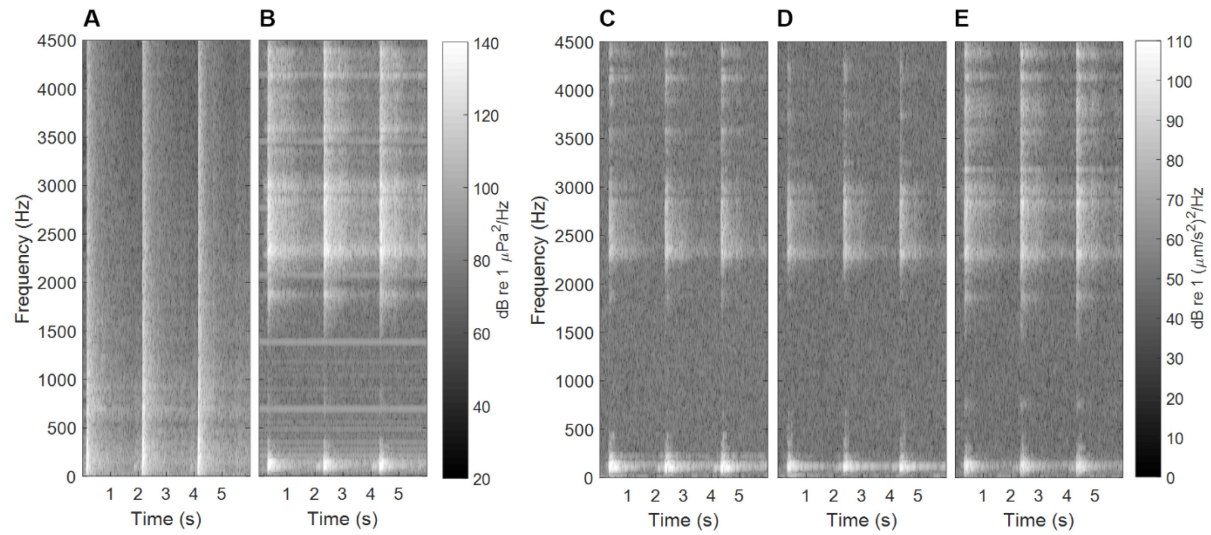 A B C D E
4500 140 4500 110
4000 120 4000 100
3500 3500 90
3000 100 3000 80
2500 2500 70
2000 80 2000 60
1500 60 1500 50
1000 1000 40
500 40 500 30
0 20 0 20
10
0
Frequency (Hz)
dB re 1 μPa²/Hz
Frequency (Hz)
dB re 1 (μm/s²)²/Hz
1 2 3 4 5 1 2 3 4 5 1 2 3 4 5 1 2 3 4 5 1 2 3 4 5
Time (s) Time (s) Time (s) Time (s) Time (s)